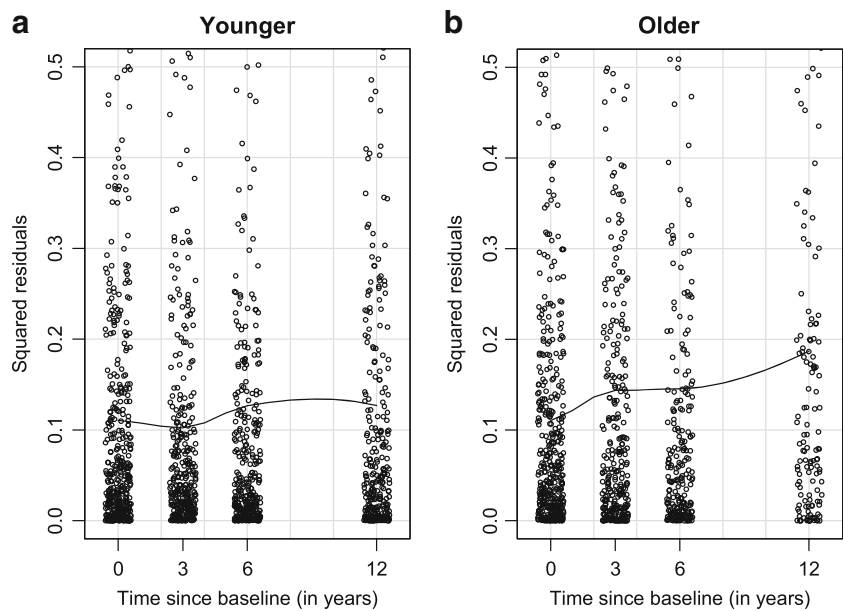 a Younger
Squared residuals
0.5
0.4
0.3
0.2
0.1
0.0
0 3 6 12
Time since baseline (in years)
b Older
Squared residuals
0.5
0.4
0.3
0.2
0.1
0.0
0 3 6 12
Time since baseline (in years)